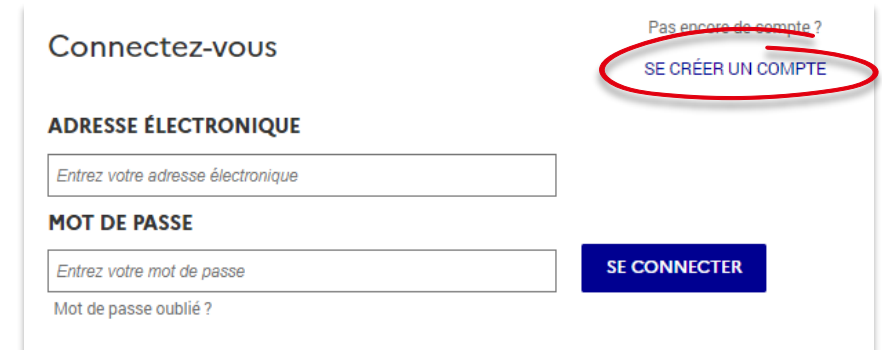 Connectez-vous
Pas encore de compte ?
SE CRÉER UN COMPTE
ADRESSE ÉLECTRONIQUE
Entrez votre adresse électronique
MOT DE PASSE
Entrez votre mot de passe
SE CONNECTER
Mot de passe oublié ?